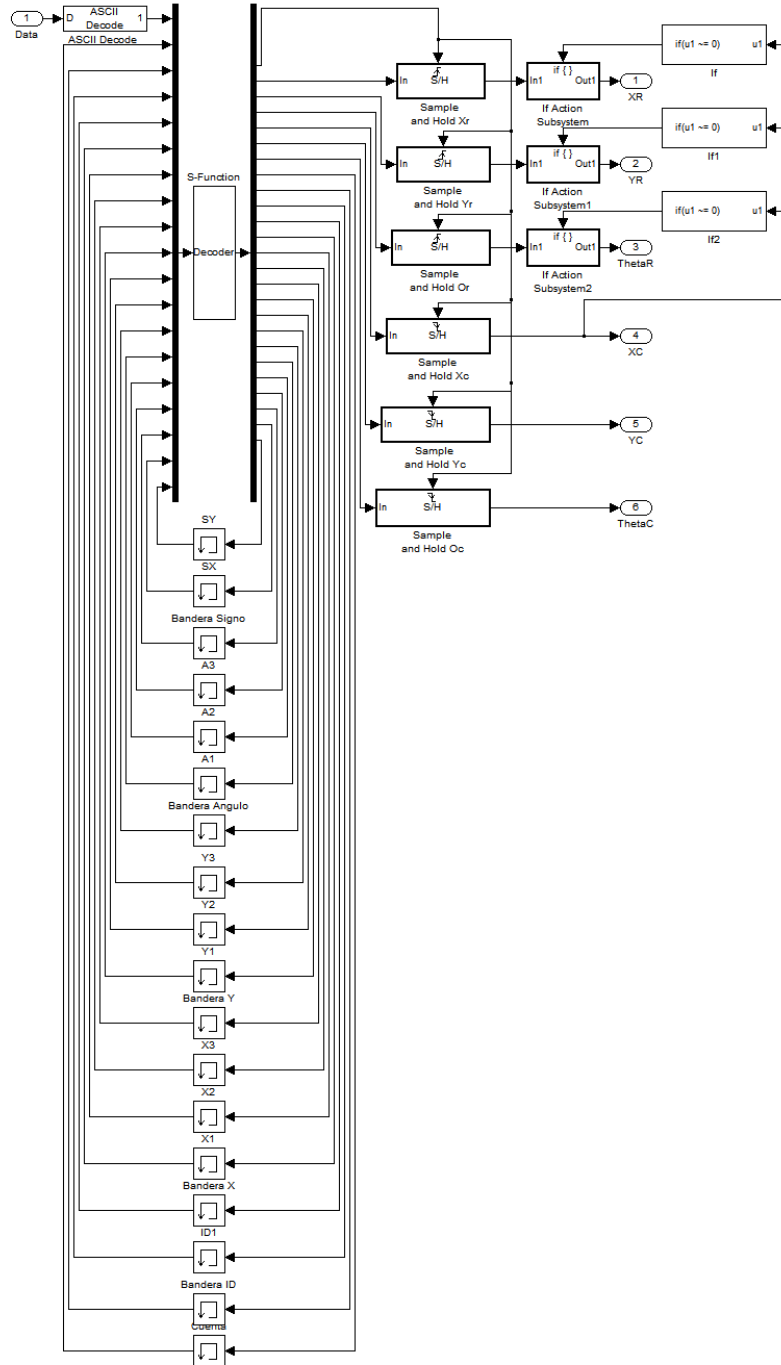 1
Data
D
ASCII
Decode
1
ASCII Decode
S-Function
Decoder
In
S/H
Sample
and Hold Xr
if { }
In1
Out1
If Action
Subsystem
1
XR
if(u1 ~= 0)
u1
If
In
S/H
Sample
and Hold Yr
if { }
In1
Out1
If Action
Subsystem1
2
YR
if(u1 ~= 0)
u1
If1
In
S/H
Sample
and Hold Or
if { }
In1
Out1
If Action
Subsystem2
3
ThetaR
if(u1 ~= 0)
u1
If2
In
S/H
Sample
and Hold Xc
4
XC
In
S/H
Sample
and Hold Yc
5
YC
In
S/H
Sample
and Hold Oc
6
ThetaC
SY
SX
Bandera Signo
A3
A2
A1
Bandera Angulo
Y3
Y2
Y1
Bandera Y
X3
X2
X1
Bandera X
ID1
Bandera ID
Cuenta